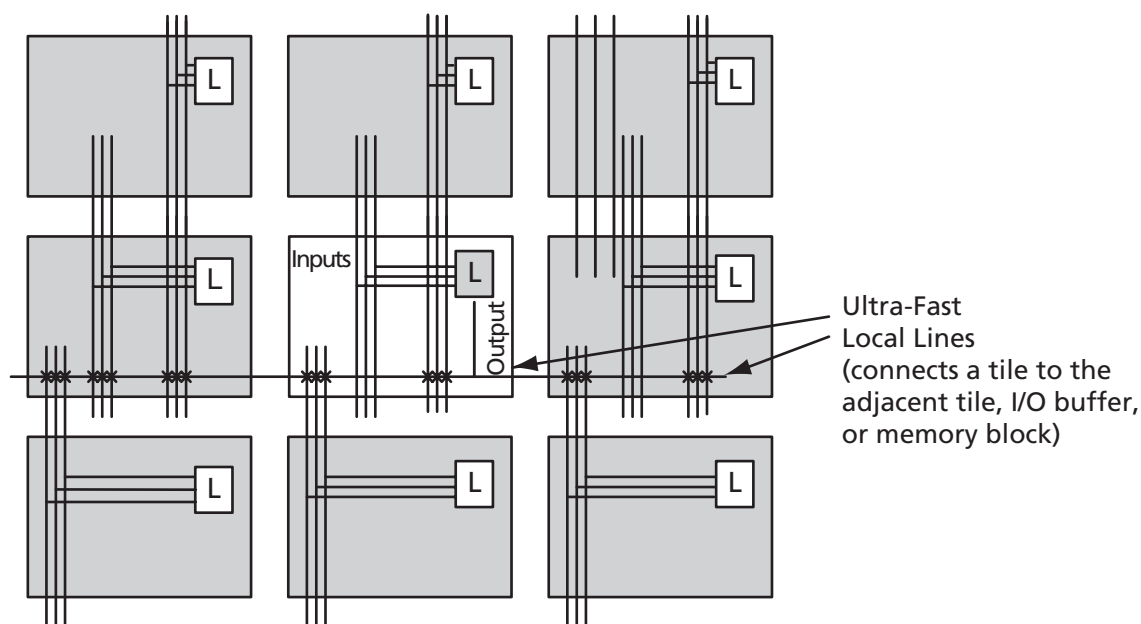 L
L
L
L
Inputs
L
Output
L
Ultra-Fast
Local Lines
(connects a tile to the
adjacent tile, I/O buffer,
or memory block)
L
L
L